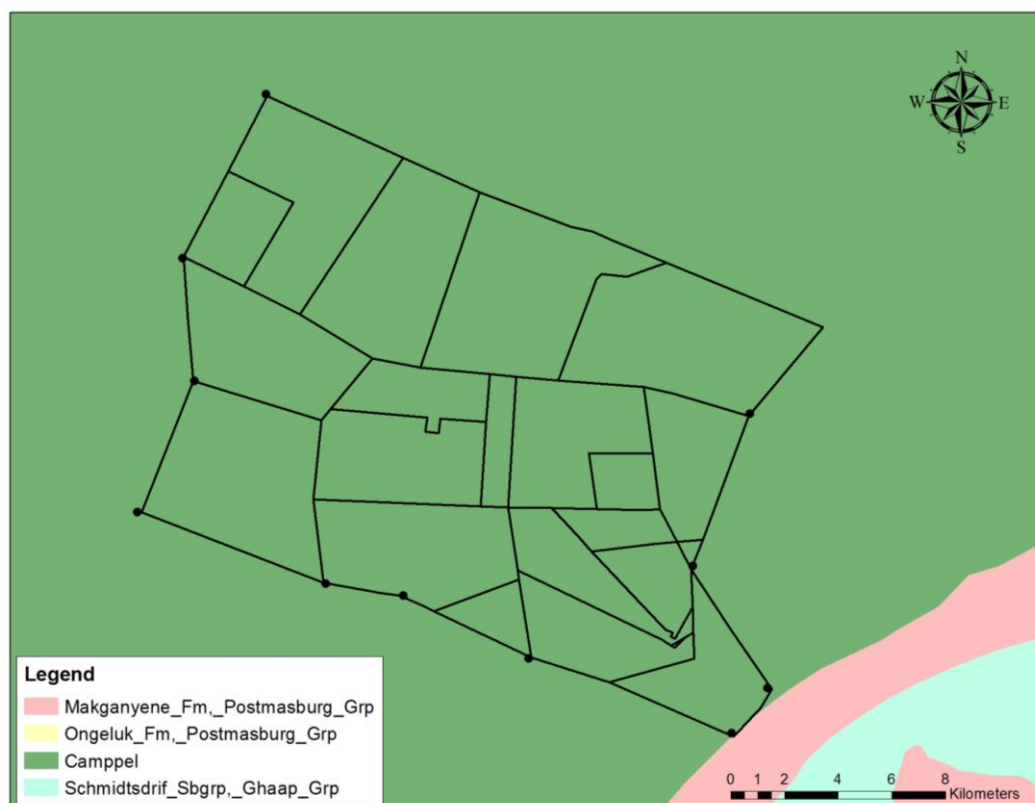 N
W E
S
Legend
Makganyene_Fm,_Postmasburg_Grp
Ongeluk_Fm,_Postmasburg_Grp
Camppel
Schmidtsdrif_Sbgrp,_Ghaap_Grp
0 1 2 4 6 8
Kilometers